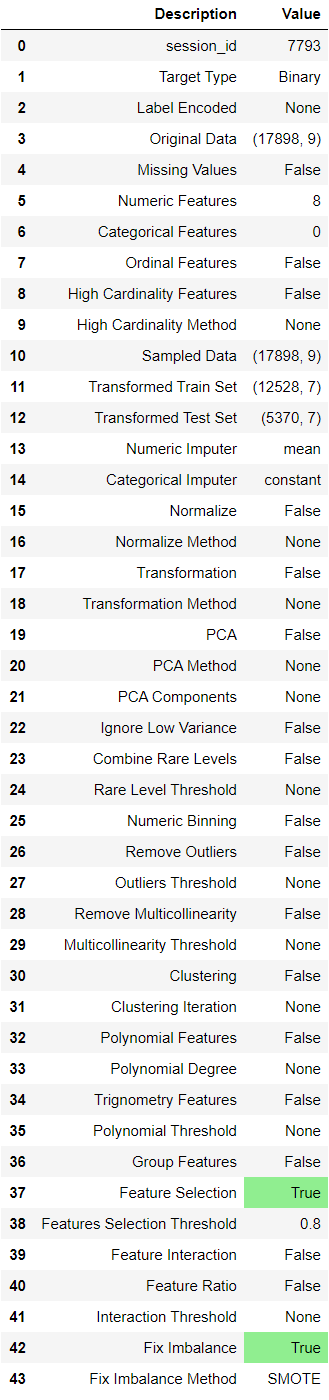 Description Value
0 session_id 7793
1 Target Type Binary
2 Label Encoded None
3 Original Data (17898, 9)
4 Missing Values False
5 Numeric Features 8
6 Categorical Features 0
7 Ordinal Features False
8 High Cardinality Features False
9 High Cardinality Method None
10 Sampled Data (17898, 9)
11 Transformed Train Set (12528, 7)
12 Transformed Test Set (5370, 7)
13 Numeric Imputer mean
14 Categorical Imputer constant
15 Normalize False
16 Normalize Method None
17 Transformation False
18 Transformation Method None
19 PCA False
20 PCA Method None
21 PCA Components None
22 Ignore Low Variance False
23 Combine Rare Levels False
24 Rare Level Threshold None
25 Numeric Binning False
26 Remove Outliers False
27 Outliers Threshold None
28 Remove Multicollinearity False
29 Multicollinearity Threshold None
30 Clustering False
31 Clustering Iteration None
32 Polynomial Features False
33 Polynomial Degree None
34 Trignometry Features False
35 Polynomial Threshold None
36 Group Features False
37 Feature Selection True
38 Features Selection Threshold 0.8
39 Feature Interaction False
40 Feature Ratio False
41 Interaction Threshold None
42 Fix Imbalance True
43 Fix Imbalance Method SMOTE